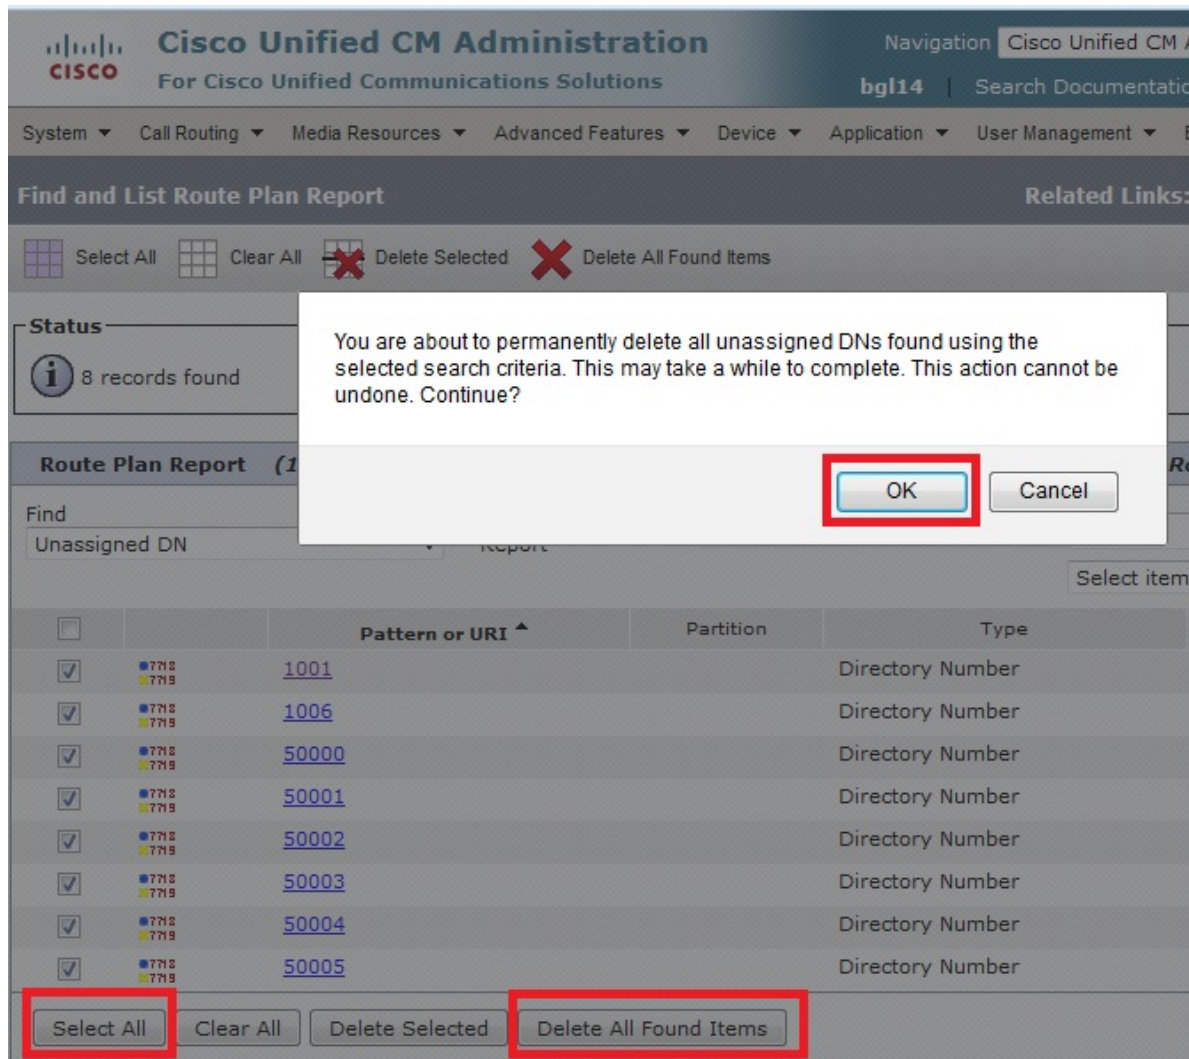 Cisco Unified CM Administration
Navigation Cisco Unified CM
CISCO
For Cisco Unified Communications Solutions
bgl14 | Search Documentatio
System Call Routing Media Resources Advanced Features Device Application User Management
Find and List Route Plan Report Related Links:
Select All Clear All Delete Selected Delete All Found Items
Status
8 records found
You are about to permanently delete all unassigned DNs found using the
selected search criteria. This may take a while to complete. This action cannot be
undone. Continue?
OK Cancel
Route Plan Report (1
Find
Unassigned DN Report
Select item
Pattern or URI Partition Type
1001 Directory Number
1006 Directory Number
50000 Directory Number
50001 Directory Number
50002 Directory Number
50003 Directory Number
50004 Directory Number
50005 Directory Number
Select All Clear All Delete Selected Delete All Found Items